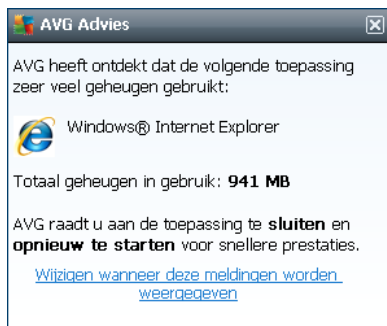 AVG Advies
AVG heeft ontdekt dat de volgende toepassing
zeer veel geheugen gebruikt:
Windows® Internet Explorer
Totaal geheugen in gebruik: 941 MB
AVG raadt u aan de toepassing te sluiten en
opnieuw te starten voor snellere prestaties.
Wijzigen wanneer deze meldingen worden
weergegeven